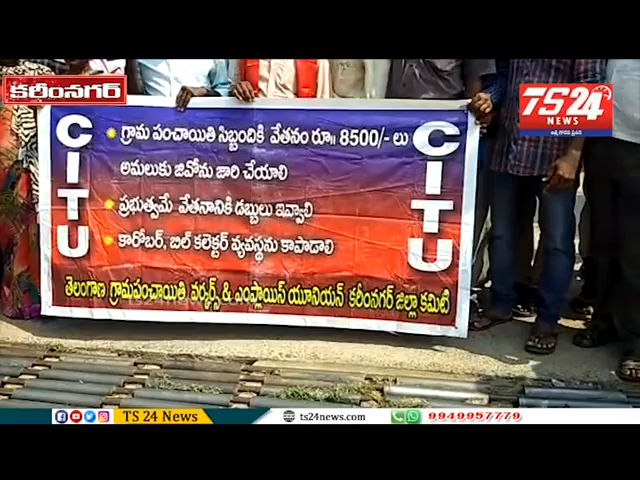 కరీంనగర్
TS24
NEWS
CITU
గ్రామ పంచాయితి సిబ్బందికి వేతనం రూ॥ 8500/- లు
అమలుకు జివోను జారి చేయాలి
ప్రభుత్వమే వేతనానికి డబ్బులు ఇవ్వాలి
కారోబర్, బిల్ కలెక్టర్ వ్యవస్థను కాపాడాలి
CITU
తెలంగాణ గ్రామపంచాయితి వర్కర్స్ & ఎంప్లాయిస్ యూనియన్ కరీంనగర్ జిల్లా కమిటి
TS 24 News
ts24news.com
9949957779